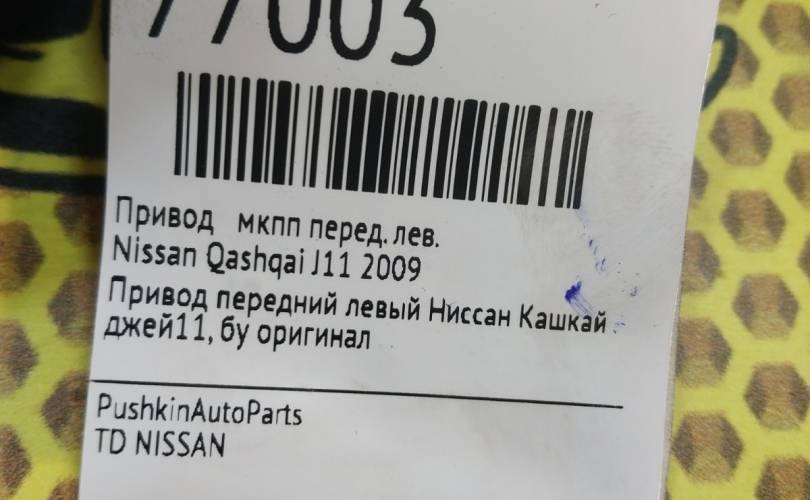 77003
Привод мкпп перед. лев.
Nissan Qashqai J11 2009
Привод передний левый Ниссан Кашкай
джей11, бу оригинал
PushkinAutoParts
TD NISSAN